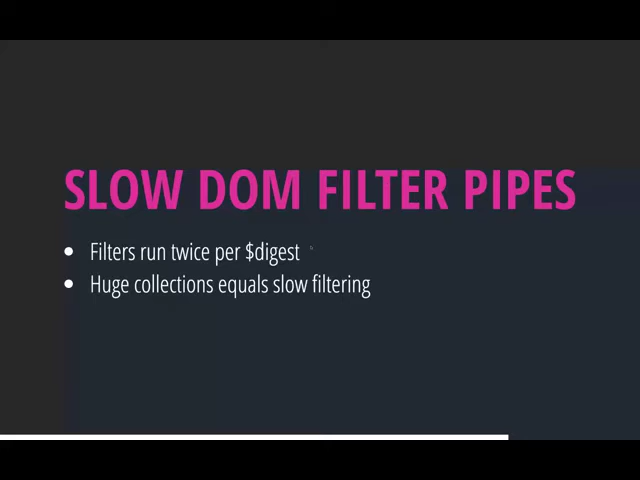 SLOW DOM FILTER PIPES
Filters run twice per $digest
Huge collections equals slow filtering